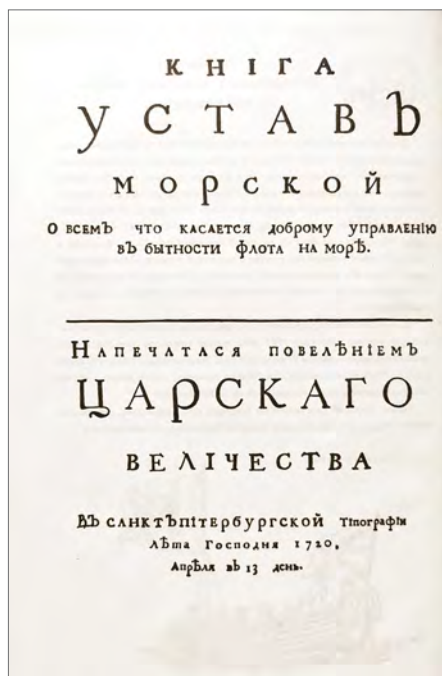 КНІГА
УСТАВЪ
МОРСКОЙ
О ВСЕМЪ ЧТО КАСАЕТСЯ ДОБРОМУ УПРАВЛЕНІЮ
ВЪ БЫТНОСТИ ФЛОТА НА МОРѢ.
НАПЕЧАТАСЯ ПОВЕЛѢНІЕМЪ
ЦАРСКАГО
ВЕЛІЧЕСТВА
ВЪ САНКТЪПІТЕРБУРГСКОЙ Тіпографіи
Лѣта Господня 1720,
Апрѣля въ 13 день.